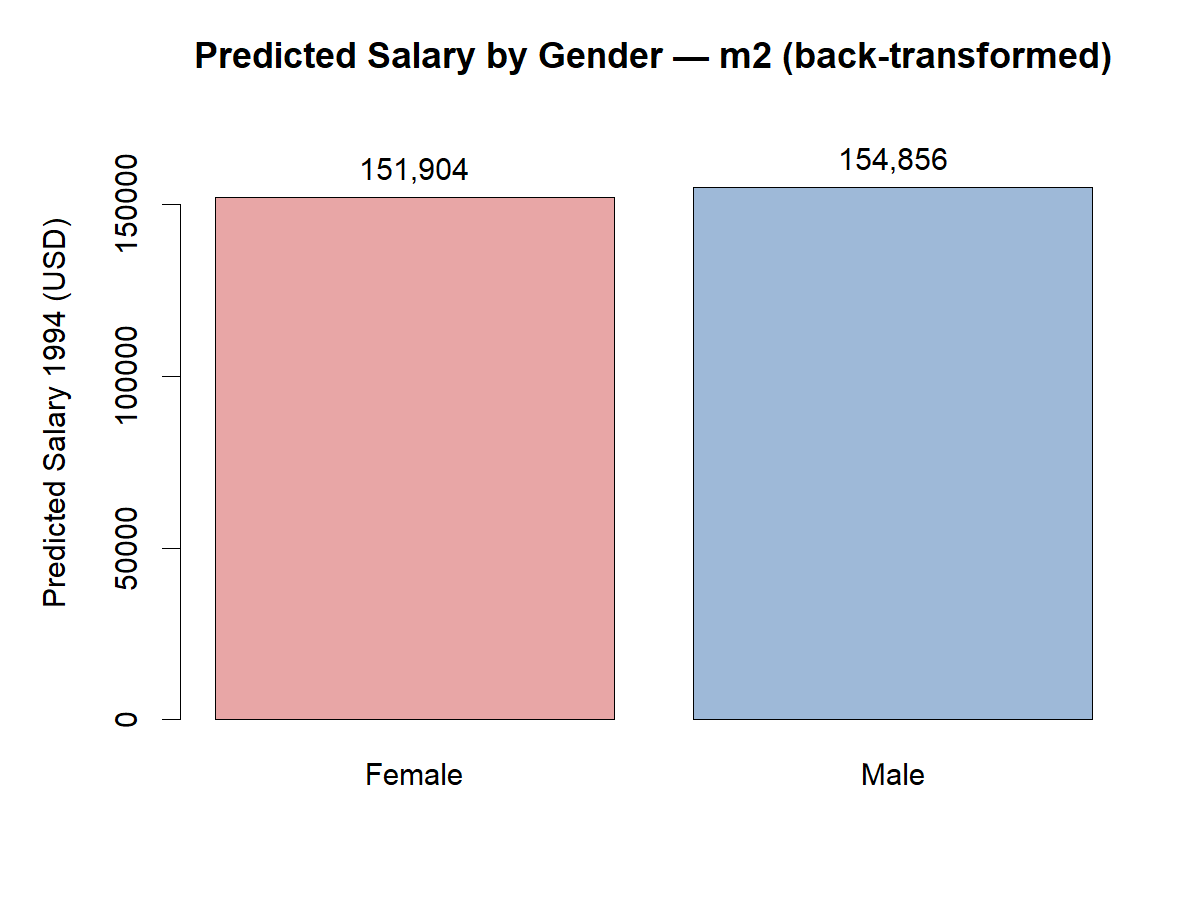 Predicted Salary by Gender — m2 (back-transformed)
Predicted Salary 1994 (USD)
150000
100000
50000
0
151,904
154,856
Female
Male